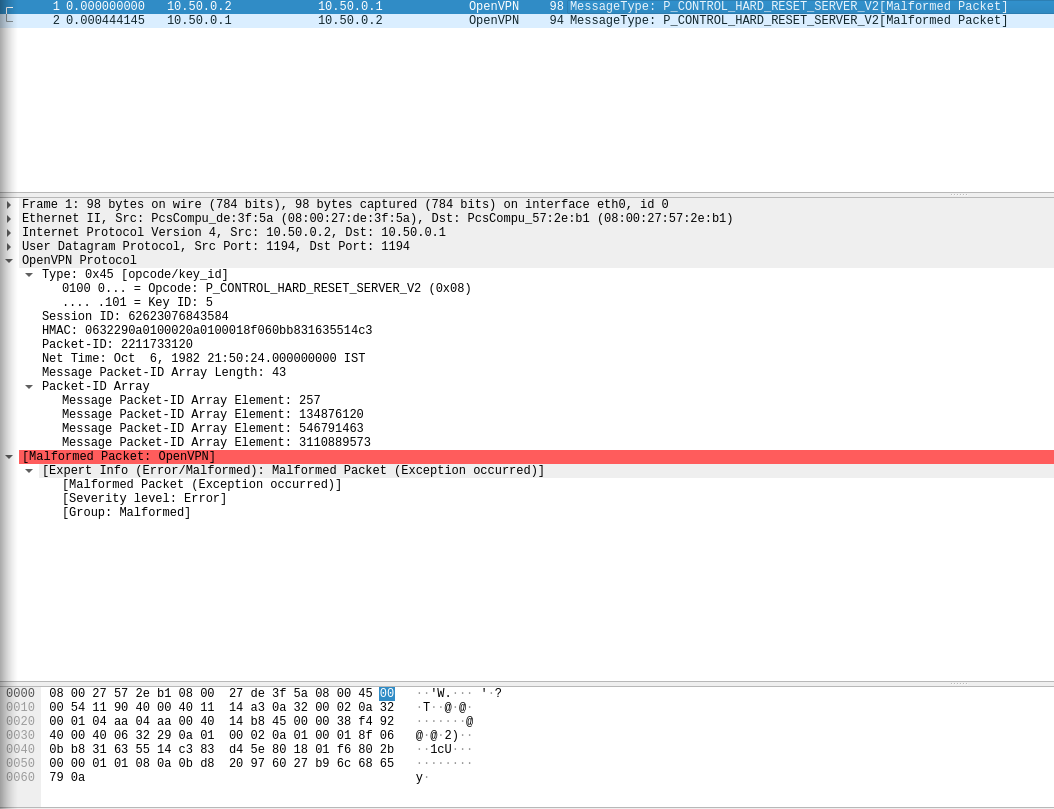 1 0.000000000 10.50.0.2 10.50.0.1 OpenVPN 98 MessageType: P_CONTROL_HARD_RESET_SERVER_V2[Malformed Packet]
2 0.000444145 10.50.0.1 10.50.0.2 OpenVPN 94 MessageType: P_CONTROL_HARD_RESET_SERVER_V2[Malformed Packet]
Frame 1: 98 bytes on wire (784 bits), 98 bytes captured (784 bits) on interface eth0, id 0
Ethernet II, Src: PcsCompu_de:3f:5a (08:00:27:de:3f:5a), Dst: PcsCompu_57:2e:b1 (08:00:27:57:2e:b1)
Internet Protocol Version 4, Src: 10.50.0.2, Dst: 10.50.0.1
User Datagram Protocol, Src Port: 1194, Dst Port: 1194
OpenVPN Protocol
Type: 0x45 [opcode/key_id]
0100 0... = Opcode: P_CONTROL_HARD_RESET_SERVER_V2 (0x08)
.... .101 = Key ID: 5
Session ID: 62623076843584
HMAC: 0632290a0100020a0100018f060bb831635514c3
Packet-ID: 2211733120
Net Time: Oct  6, 1982 21:50:24.000000000 IST
Message Packet-ID Array Length: 43
Packet-ID Array
Message Packet-ID Array Element: 257
Message Packet-ID Array Element: 134876120
Message Packet-ID Array Element: 546791463
Message Packet-ID Array Element: 3110889573
[Malformed Packet: OpenVPN]
[Expert Info (Error/Malformed): Malformed Packet (Exception occurred)]
[Malformed Packet (Exception occurred)]
[Severity level: Error]
[Group: Malformed]
0000 08 00 27 57 2e b1 08 00 27 de 3f 5a 08 00 45 00 ··'W.··· '·?
0010 00 54 11 90 40 00 40 11 14 a3 0a 32 00 02 0a 32 ·T··@·@·
0020 00 01 04 aa 04 aa 00 40 14 b8 45 00 00 38 f4 92 ·······@
0030 40 00 40 06 32 29 0a 01 00 02 0a 01 00 01 8f 06 @·@·2)··
0040 0b b8 31 63 55 14 c3 83 d4 5e 80 18 01 f6 80 2b ··1cU···
0050 00 00 01 01 08 0a 0b d8 20 97 60 27 b9 6c 68 65 ········
0060 79 0a y·